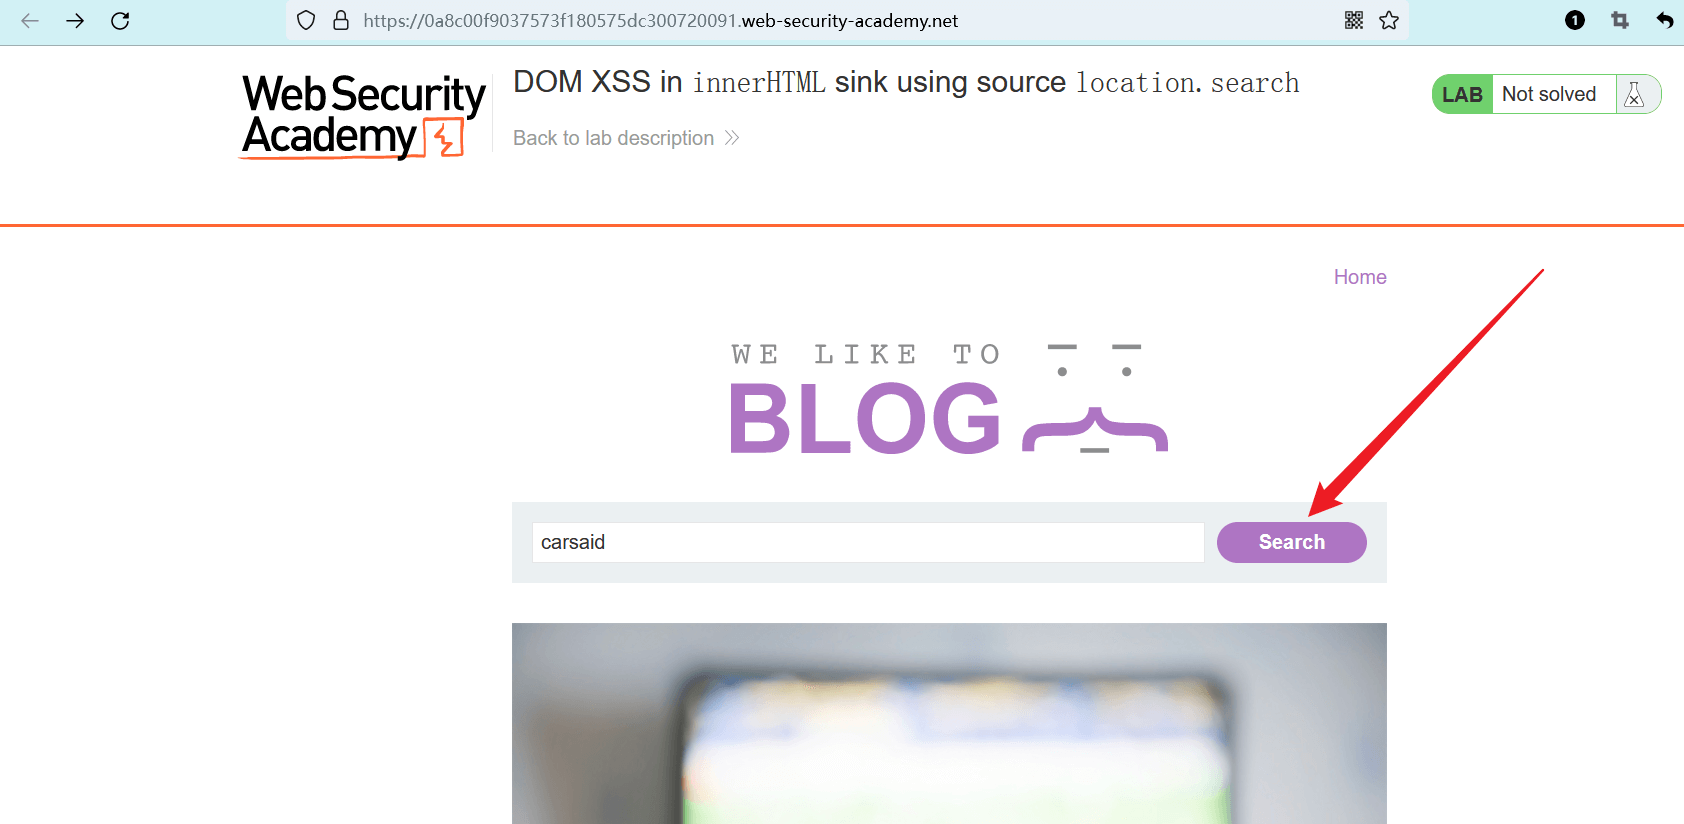 https://0a8c00f9037573f180575dc300720091.web-security-academy.net
1
Web Security
Academy
DOM XSS in innerHTML sink using source location.search
Back to lab description
LAB Not solved
Home
WE LIKE TO
BLOG
carsaid
Search